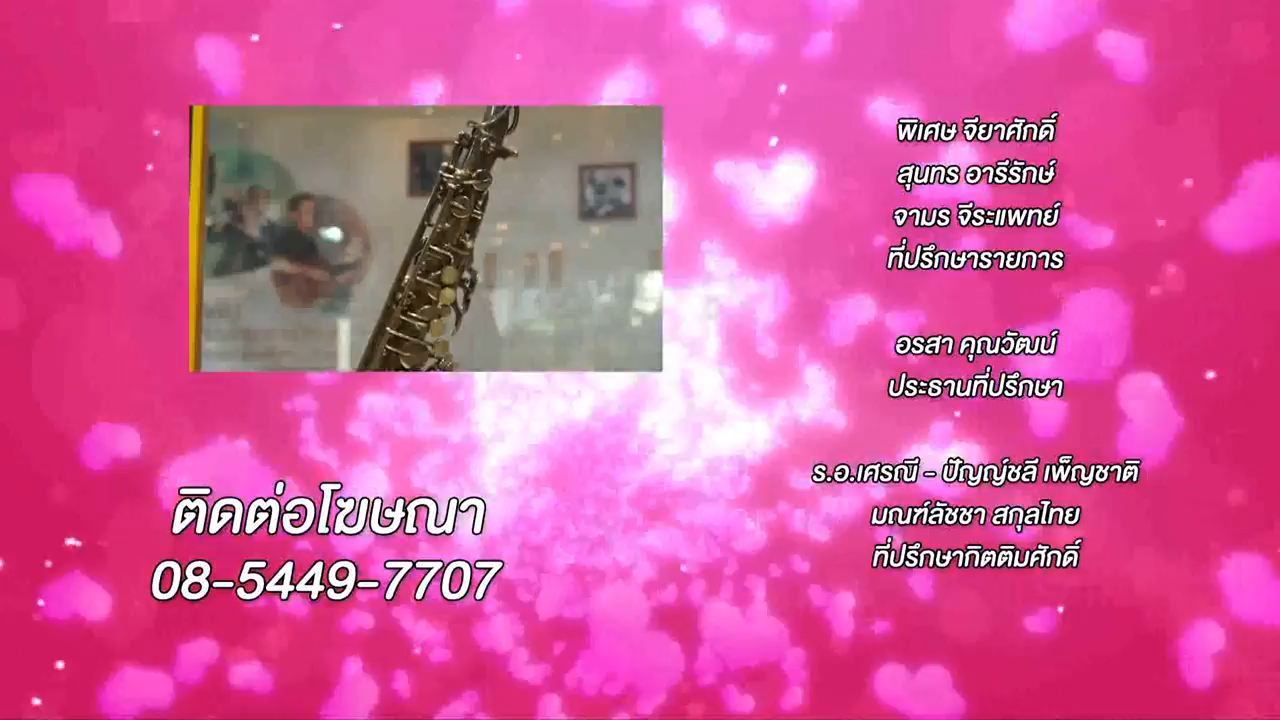 พิเศษ จียาศักดิ์
สุนทร อารีรักษ์
จามร จีระแพทย์
ที่ปรึกษารายการ
อรสา คุณวัฒน์
ประธานที่ปรึกษา
ร.อ.เศรณี - ปัญญ์ชลี เพ็ญชาติ
มณฑ์ลัชชา สกุลไทย
ที่ปรึกษากิตติมศักดิ์
ติดต่อโฆษณา
08-5449-7707